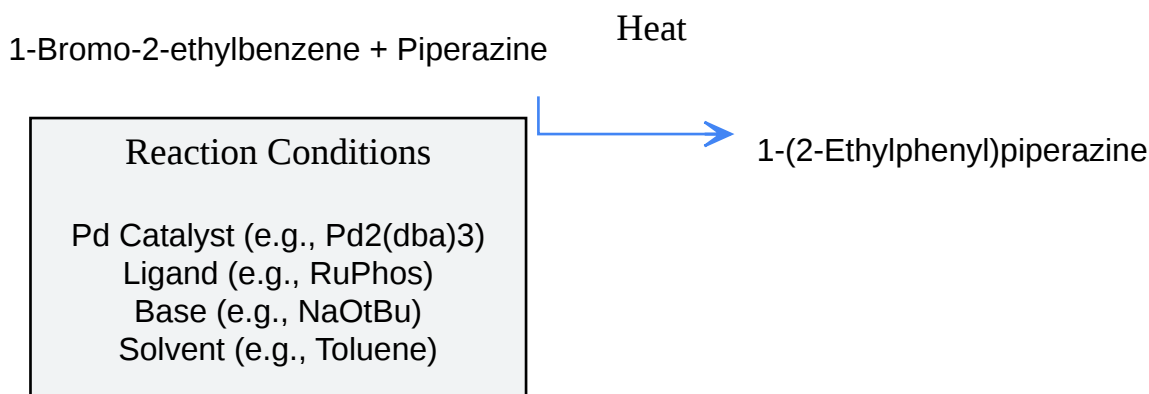 Heat
1-Bromo-2-ethylbenzene + Piperazine
Reaction Conditions
1-(2-Ethylphenyl)piperazine
Pd Catalyst (e.g., Pd2(dba)3)
Ligand (e.g., RuPhos)
Base (e.g., NaOtBu)
Solvent (e.g., Toluene)